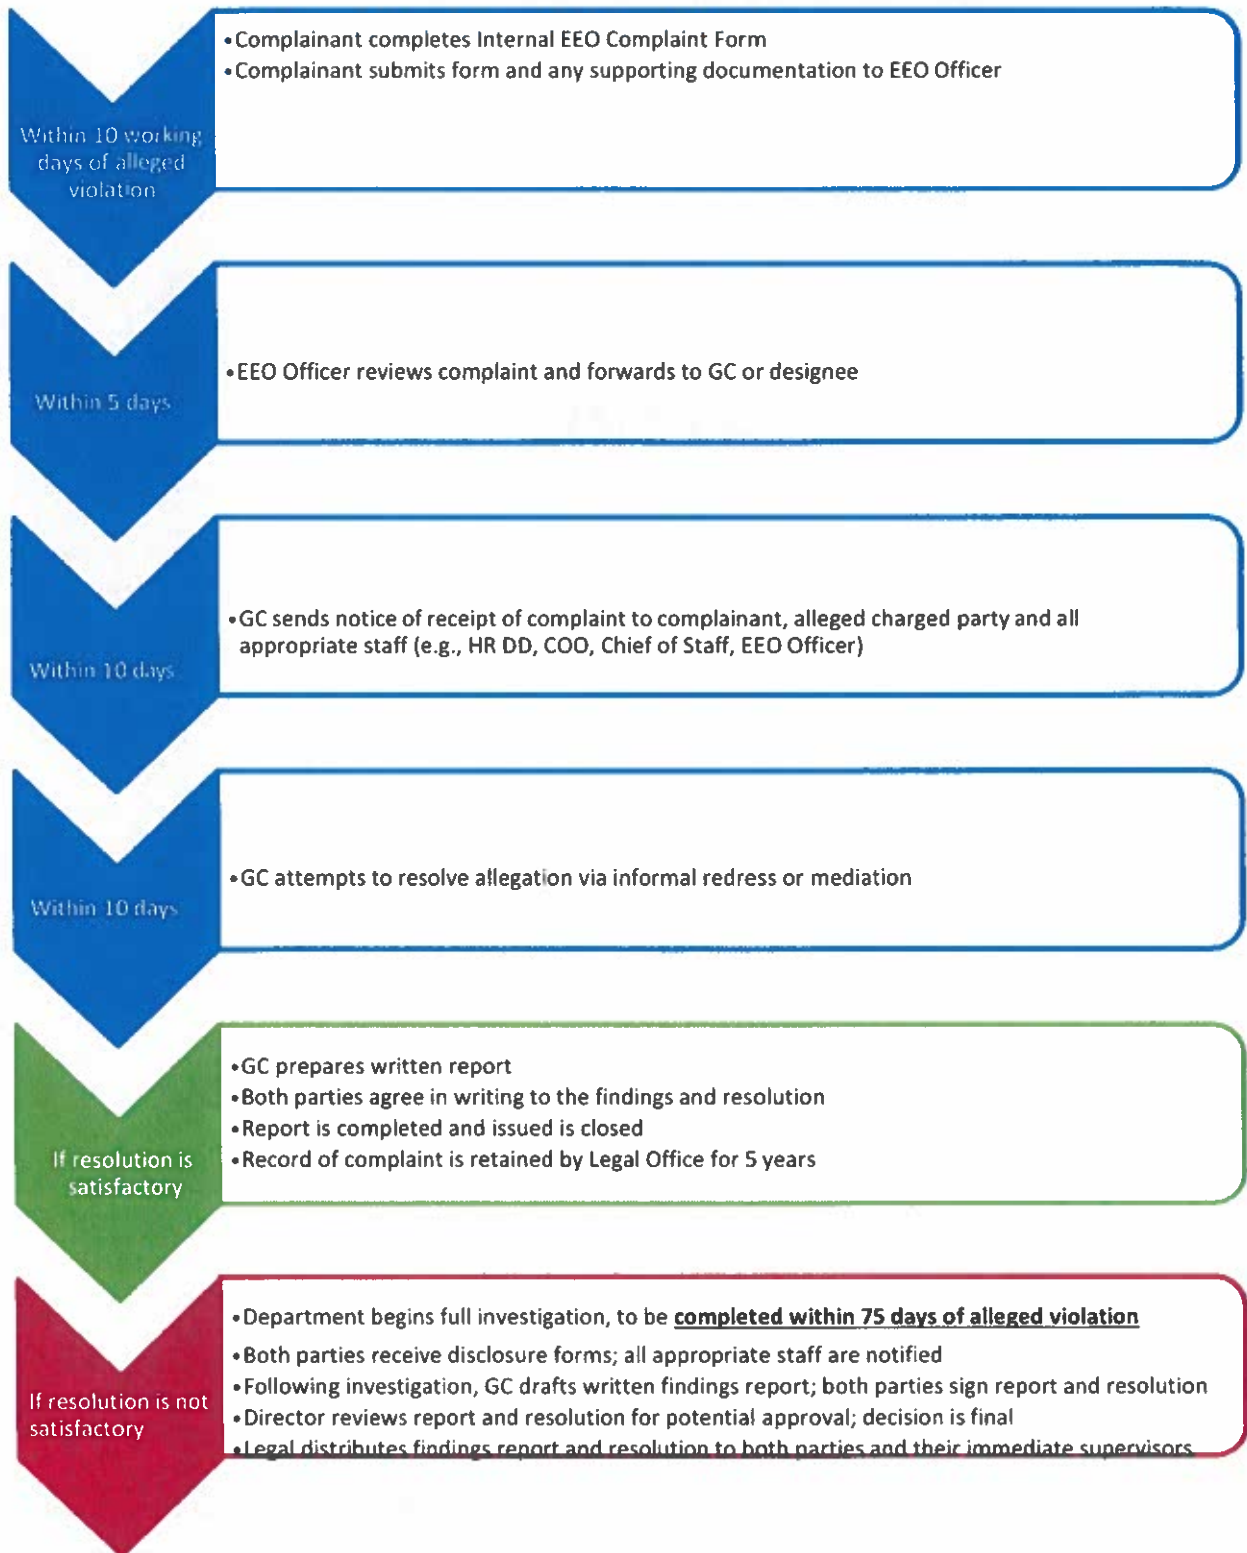 •Complainant completes Internal EEO Complaint Form
•Complainant submits form and any supporting documentation to EEO Officer
Within 10 working
days of alleged
violation
•EEO Officer reviews complaint and forwards to GC or designee
Within 5 days
•GC sends notice of receipt of complaint to complainant, alleged charged party and all
appropriate staff (e.g., HR DD, COO, Chief of Staff, EEO Officer)
Within 10 days
•GC attempts to resolve allegation via informal redress or mediation
Within 10 days
•GC prepares written report
•Both parties agree in writing to the findings and resolution
•Report is completed and issued is closed
•Record of complaint is retained by Legal Office for 5 years
If resolution is
satisfactory
•Department begins full investigation, to be completed within 75 days of alleged violation
•Both parties receive disclosure forms; all appropriate staff are notified
•Following investigation, GC drafts written findings report; both parties sign report and resolution
•Director reviews report and resolution for potential approval; decision is final
•Legal distributes findings report and resolution to both parties and their immediate supervisors
If resolution is not
satisfactory